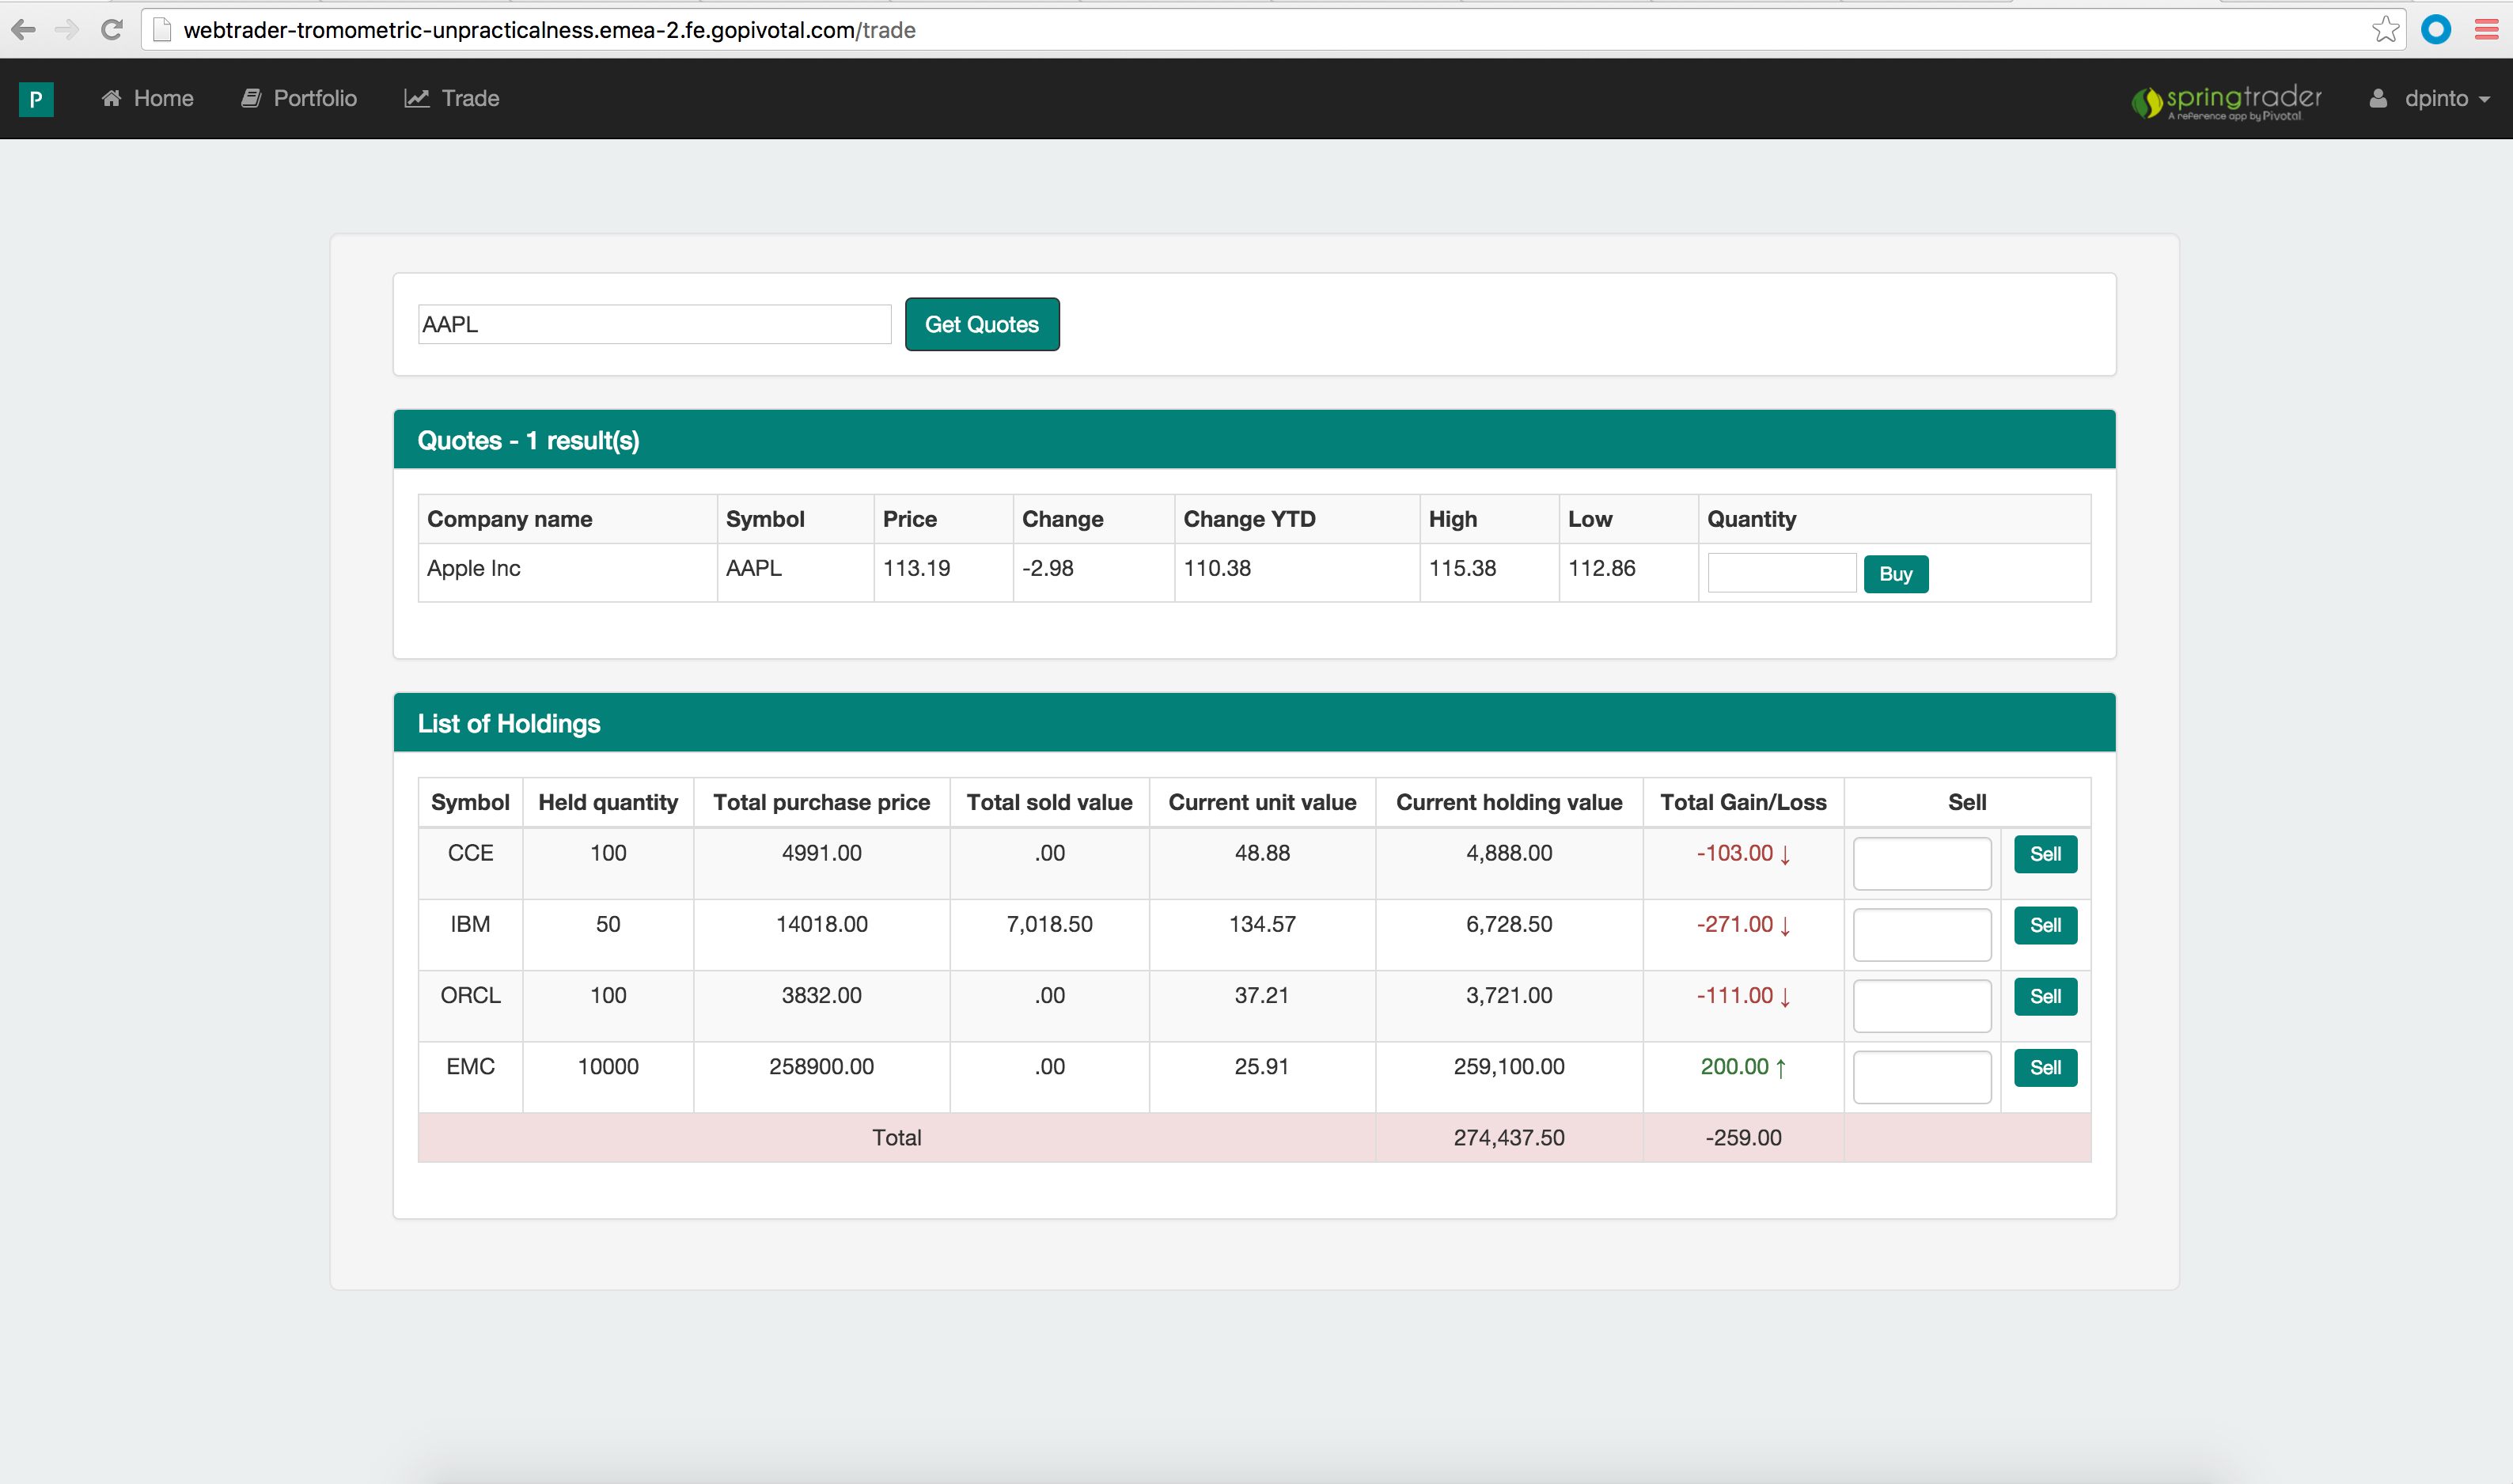 webtrader-tromometric-unpracticalness.emea-2.fe.gopivotal.com/trade
P Home Portfolio Trade springtrader dpinto
A reference app by Pivotal
AAPL Get Quotes
Quotes - 1 result(s)
Company name Symbol Price Change Change YTD High Low Quantity
Apple Inc AAPL 113.19 -2.98 110.38 115.38 112.86 Buy
List of Holdings
Symbol Held quantity Total purchase price Total sold value Current unit value Current holding value Total Gain/Loss Sell
CCE 100 4991.00 .00 48.88 4,888.00 -103.00 ↓ Sell
IBM 50 14018.00 7,018.50 134.57 6,728.50 -271.00 ↓ Sell
ORCL 100 3832.00 .00 37.21 3,721.00 -111.00 ↓ Sell
EMC 10000 258900.00 .00 25.91 259,100.00 200.00 ↑ Sell
Total 274,437.50 -259.00